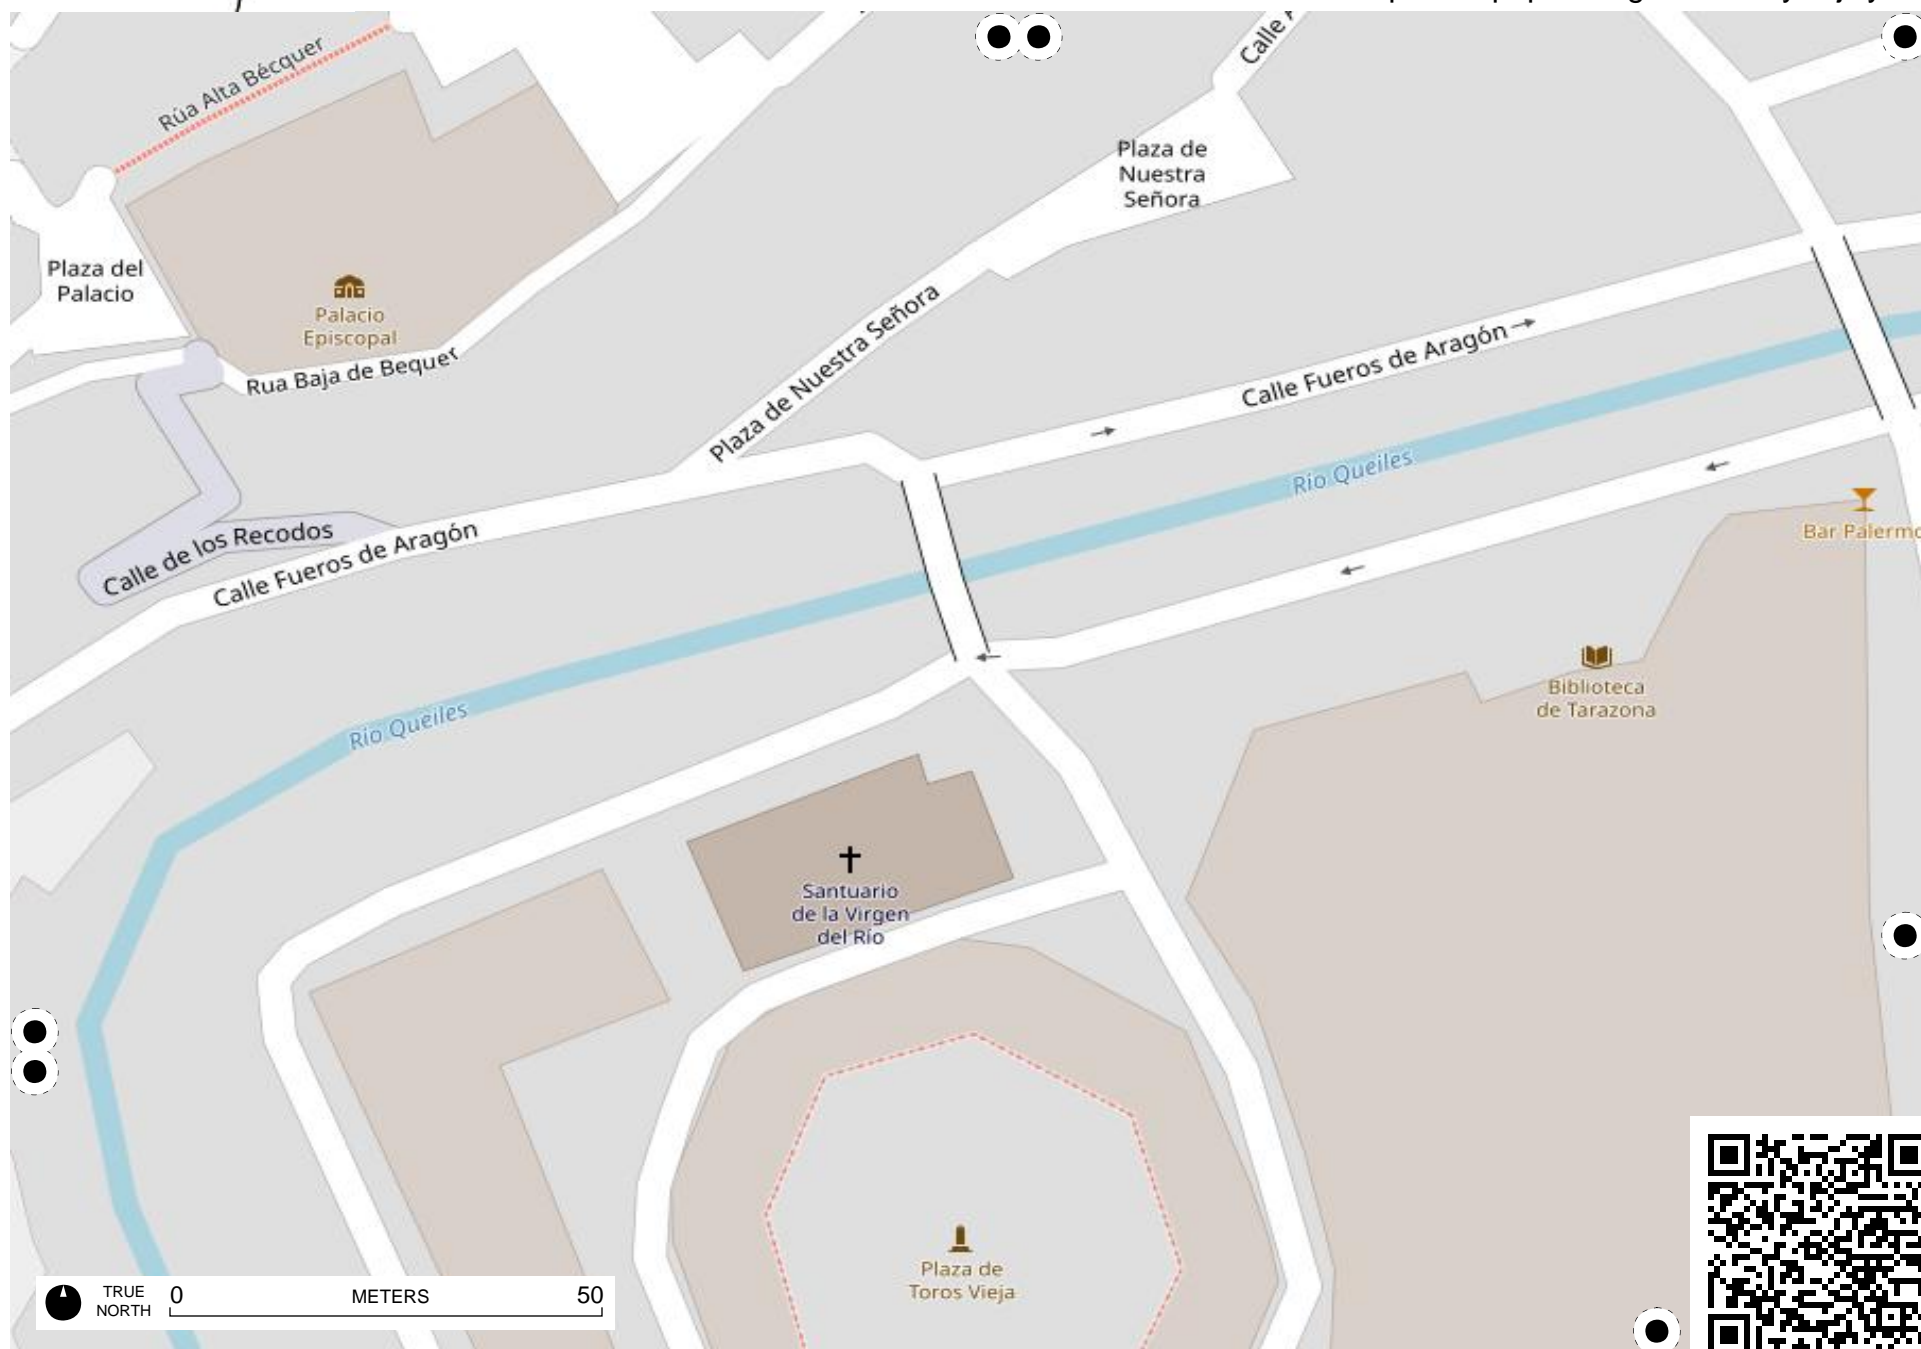 Rúa Alta Bécquer
Calle
Plaza de
Nuestra
Señora
Plaza del
Palacio
Palacio
Episcopal
Rua Baja de Bequer
Plaza de Nuestra Señora
Calle Fueros de Aragón
Río Queiles
Bar Palermo
Calle de los Recodos
Calle Fueros de Aragón
Biblioteca
de Tarazona
Río Queiles
Santuario
de la Virgen
del Río
Plaza de
Toros Vieja
TRUE
NORTH
0 METERS 50